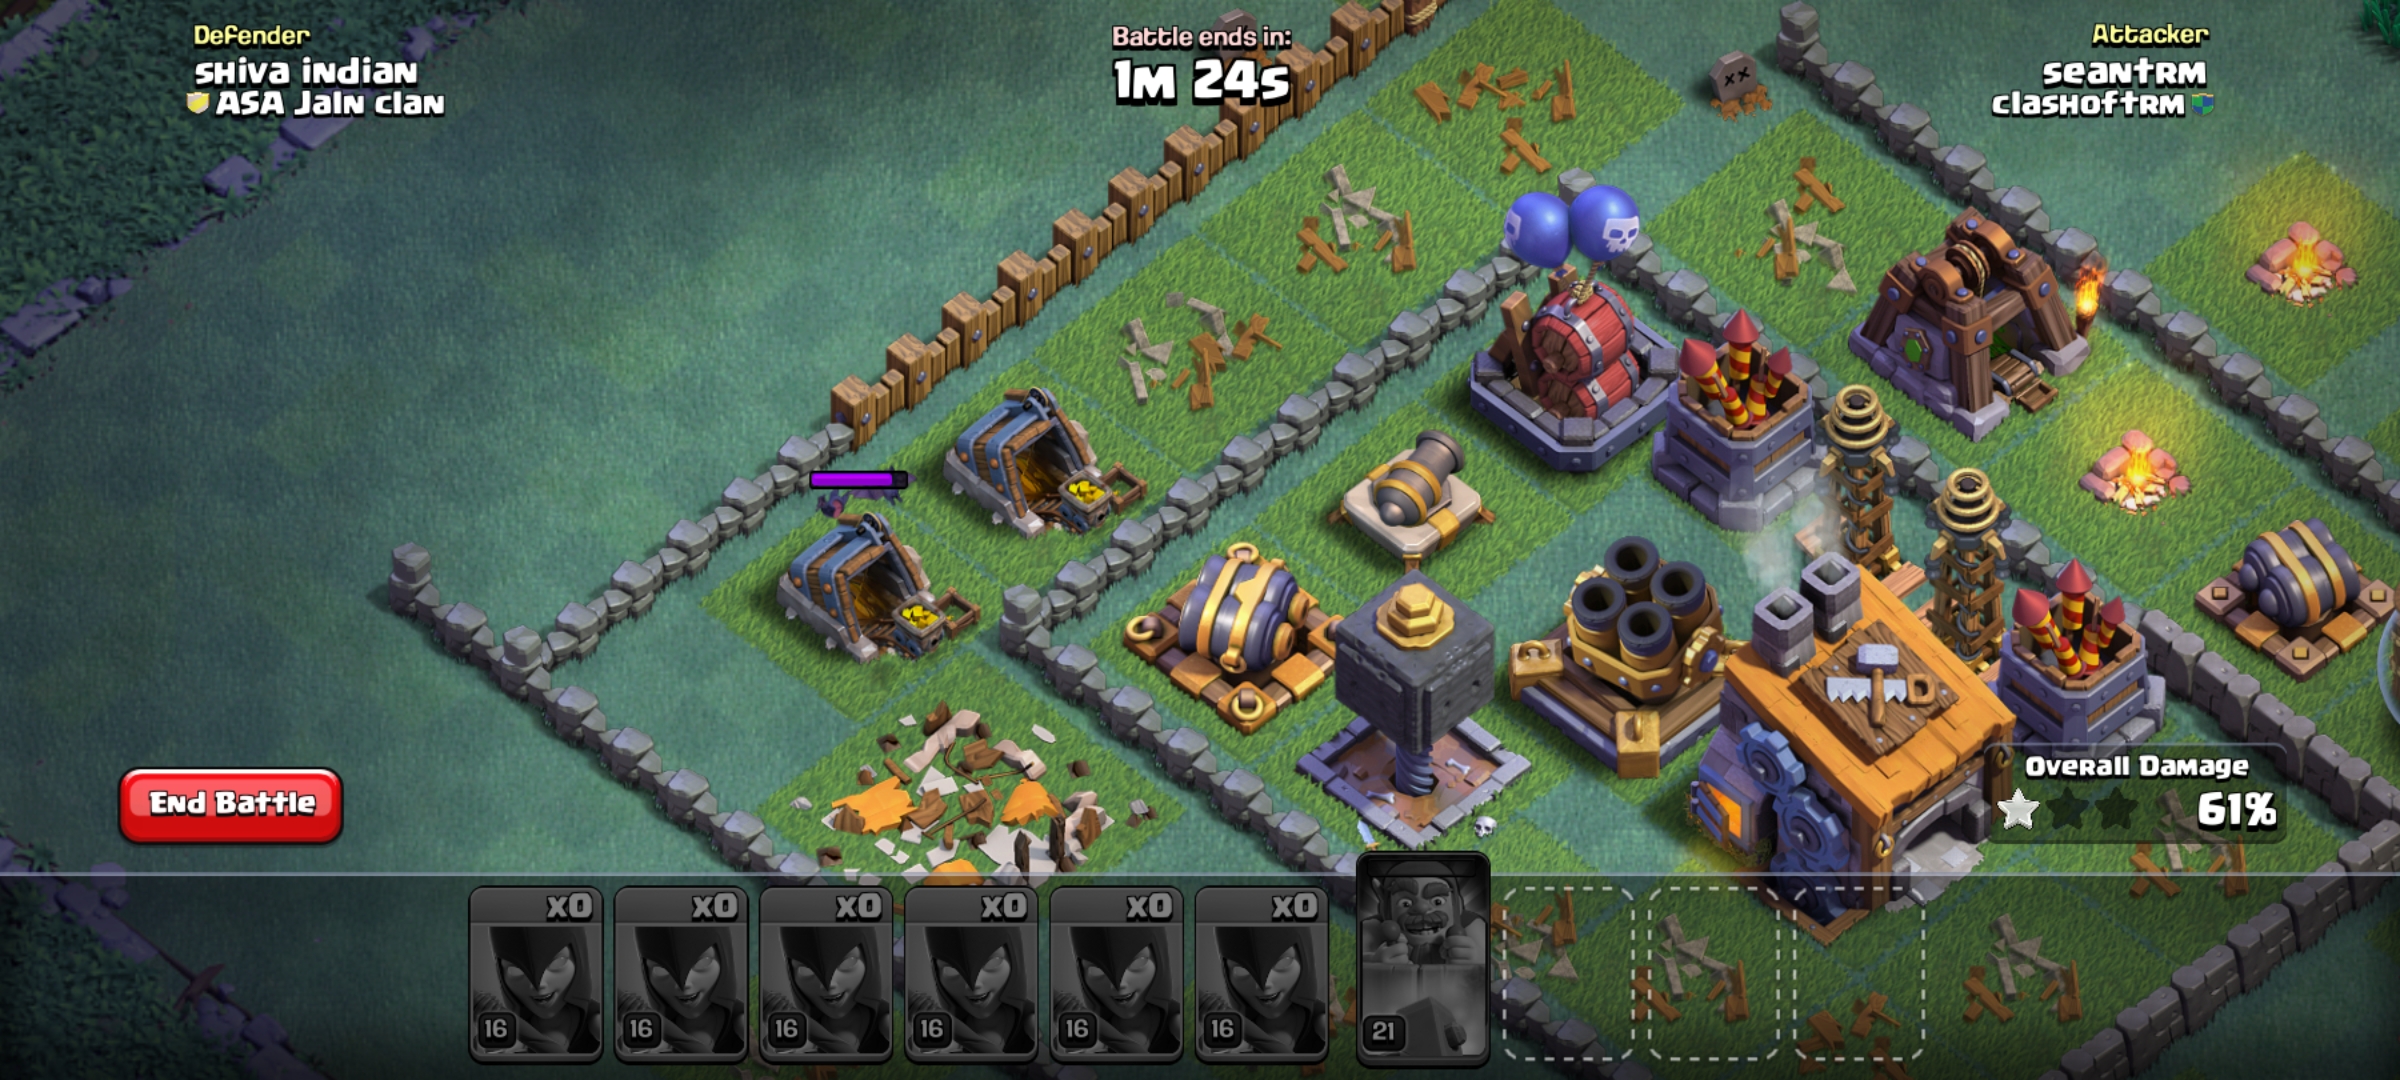 Defender
sHiva iNdiaN
ASA JaiN claN
Battle ends in:
1M 24s
Attacker
seantRM
clasHoftRM
End Battle
Overall Damage
61%
x0
x0
x0
x0
x0
x0
16
16
16
16
16
16
21